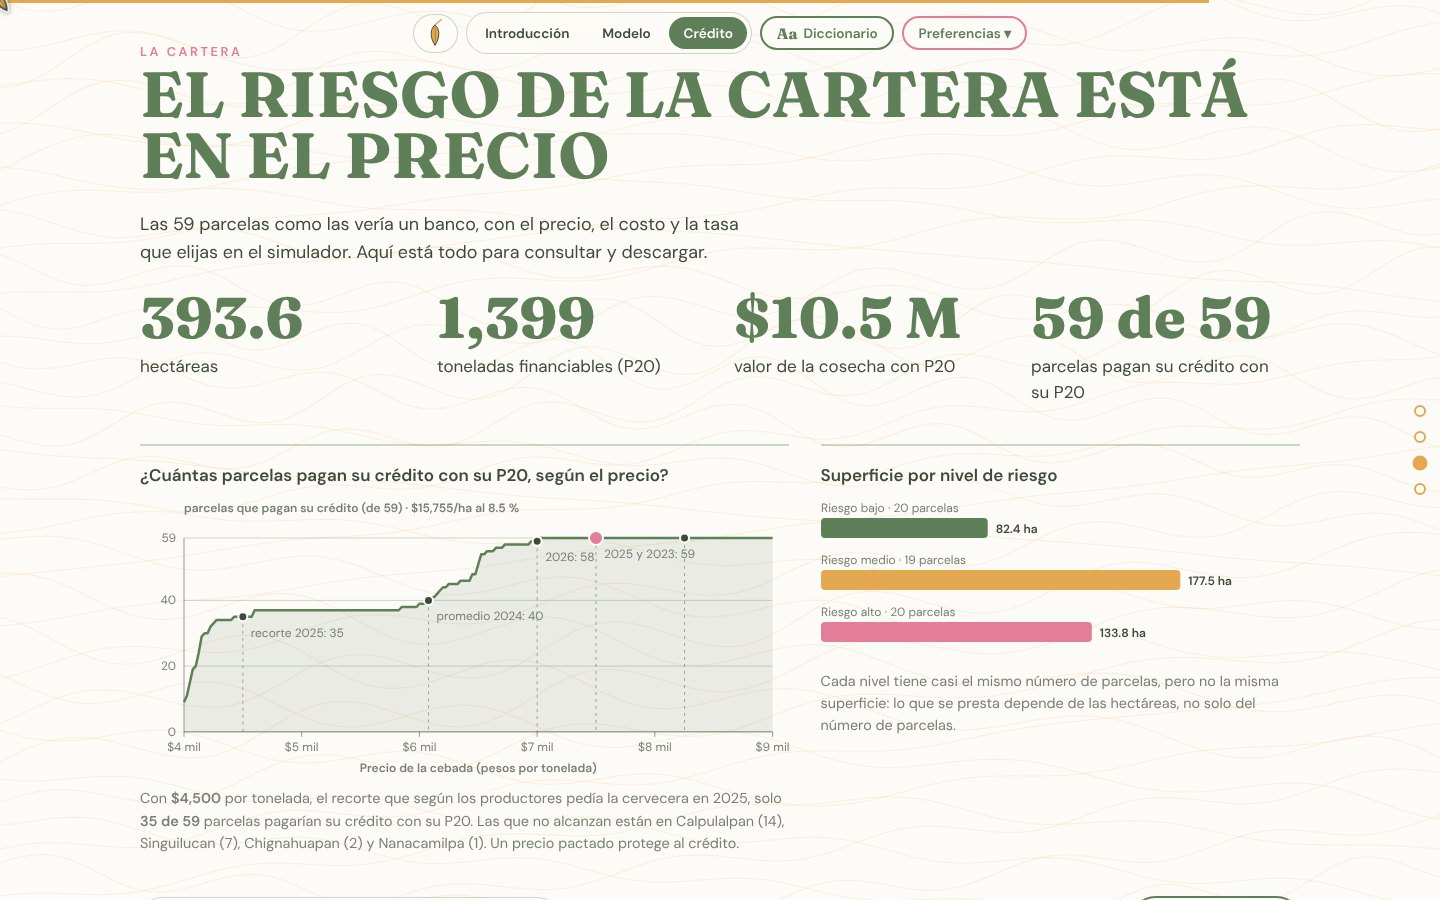 Introducción
Modelo
Crédito
Aa Diccionario
Preferencias ▾
LA CARTERA
EL RIESGO DE LA CARTERA ESTÁ
EN EL PRECIO
Las 59 parcelas como las vería un banco, con el precio, el costo y la tasa
que elijas en el simulador. Aquí está todo para consultar y descargar.
393.6
hectáreas
1,399
toneladas financiables (P20)
$10.5 M
valor de la cosecha con P20
59 de 59
parcelas pagan su crédito con
su P20
¿Cuántas parcelas pagan su crédito con su P20, según el precio?
parcelas que pagan su crédito (de 59) · $15,755/ha al 8.5 %
59
40
20
0
2026: 58
2025 y 2023: 59
promedio 2024: 40
recorte 2025: 35
$4 mil
$5 mil
$6 mil
$7 mil
$8 mil
$9 mil
Precio de la cebada (pesos por tonelada)
Con $4,500 por tonelada, el recorte que según los productores pedía la cervecera en 2025, solo
35 de 59 parcelas pagarían su crédito con su P20. Las que no alcanzan están en Calpulalpan (14),
Singuilucan (7), Chignahuapan (2) y Nanacamilpa (1). Un precio pactado protege al crédito.
Superficie por nivel de riesgo
Riesgo bajo · 20 parcelas
82.4 ha
Riesgo medio · 19 parcelas
177.5 ha
Riesgo alto · 20 parcelas
133.8 ha
Cada nivel tiene casi el mismo número de parcelas, pero no la misma
superficie: lo que se presta depende de las hectáreas, no solo del
número de parcelas.